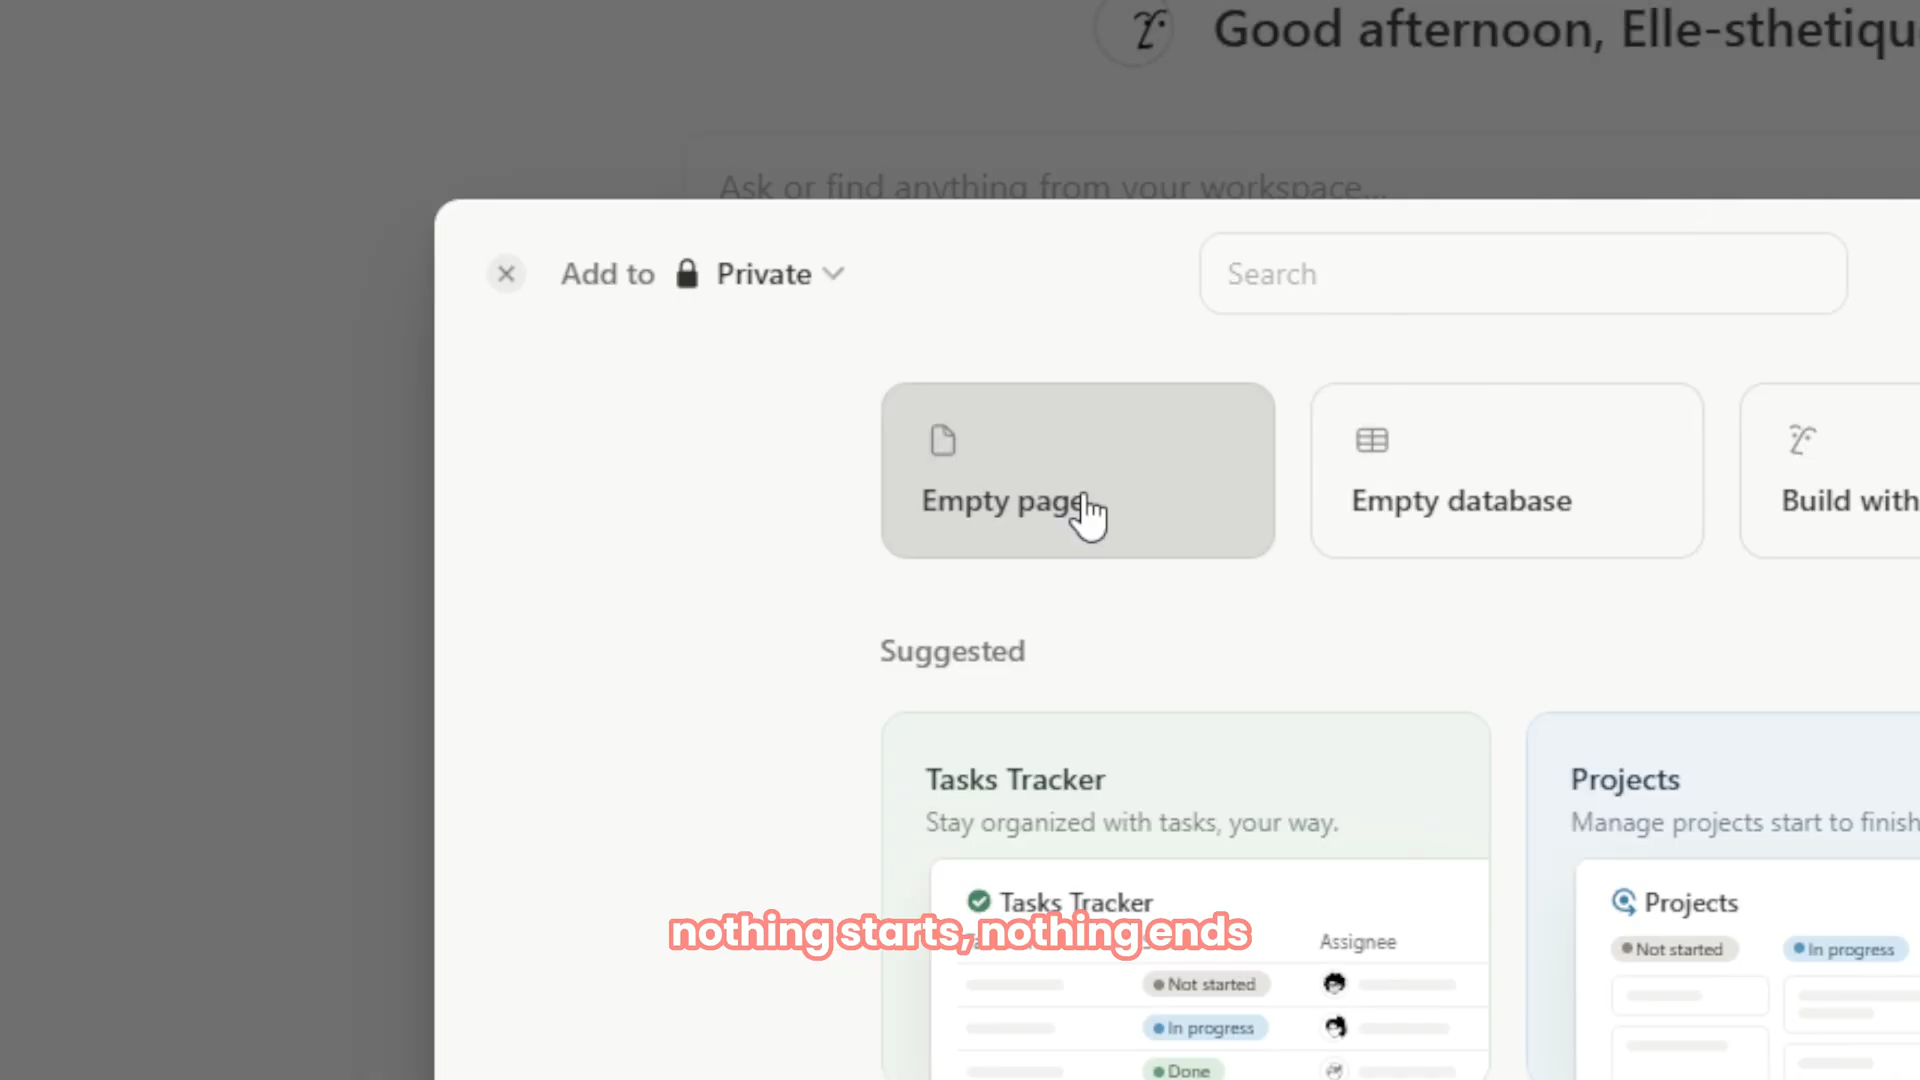 Good afternoon, Elle-sthetiqu
Ask or find anything from your workspace...
Add to Private
Search
Empty page
Empty database
Build with
Suggested
Tasks Tracker
Stay organized with tasks, your way.
Projects
Manage projects start to finish
Tasks Tracker
Projects
nothing starts, nothing ends
Assignee
Not started
In progress
Not started
In progress
Done